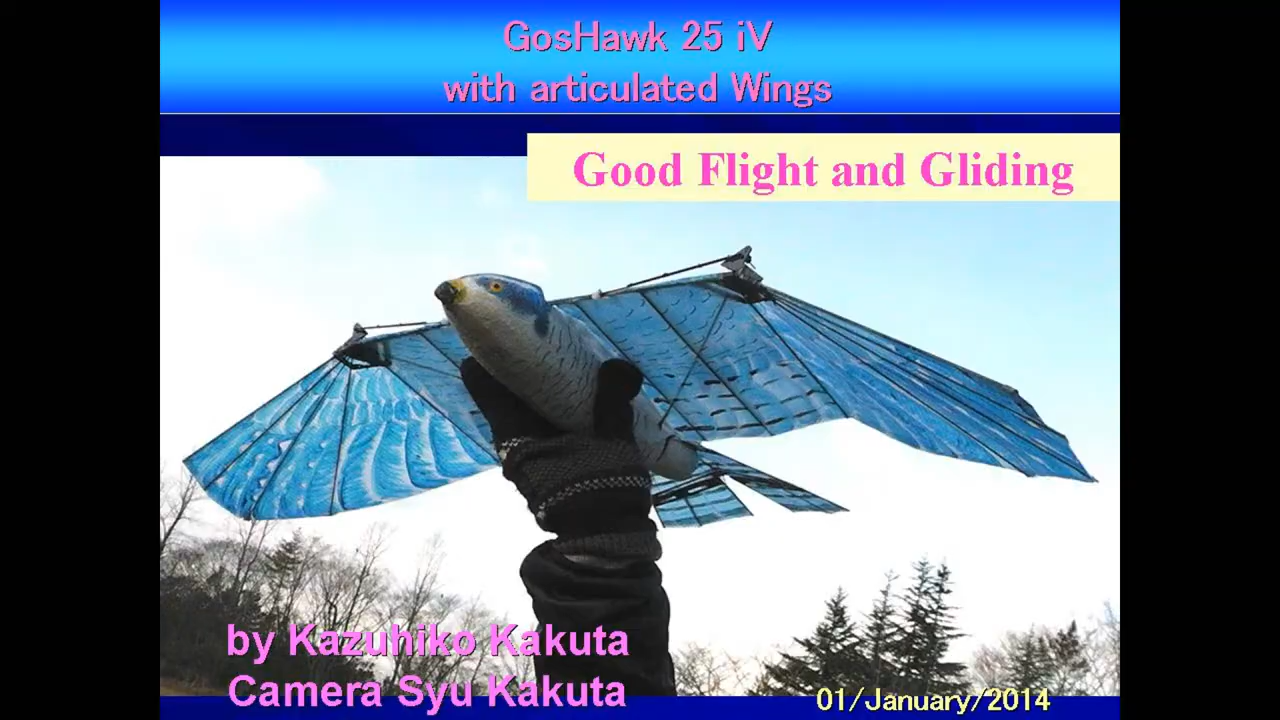 GosHawk 25 iV
with articulated Wings
Good Flight and Gliding
by Kazuhiko Kakuta
Camera Syu Kakuta
01/January/2014